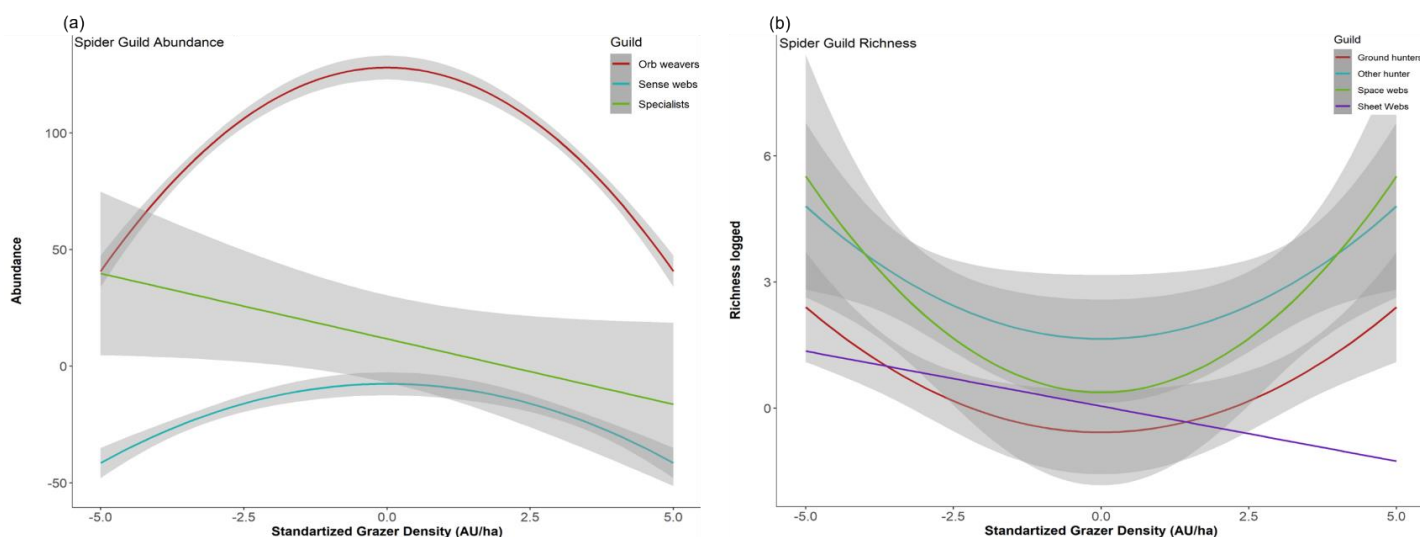 (a)
Spider Guild Abundance
Guild
Orb weavers
Sense webs
Specialists
100
50
0
-50
Abundance
-5.0 -2.5 0.0 2.5 5.0
Standartized Grazer Density (AU/ha)
(b)
Spider Guild Richness
Guild
Ground hunters
Other hunter
Space webs
Sheet Webs
6
3
0
Richness logged
-5.0 -2.5 0.0 2.5 5.0
Standartized Grazer Density (AU/ha)